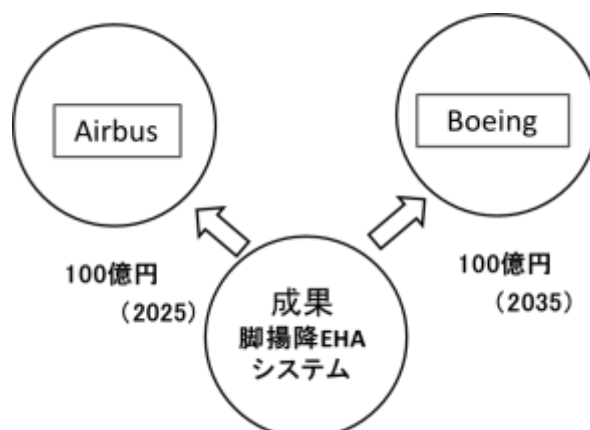 Airbus
Boeing
100億円
（2025）
100億円
（2035）
成果
脚揚降EHA
システム